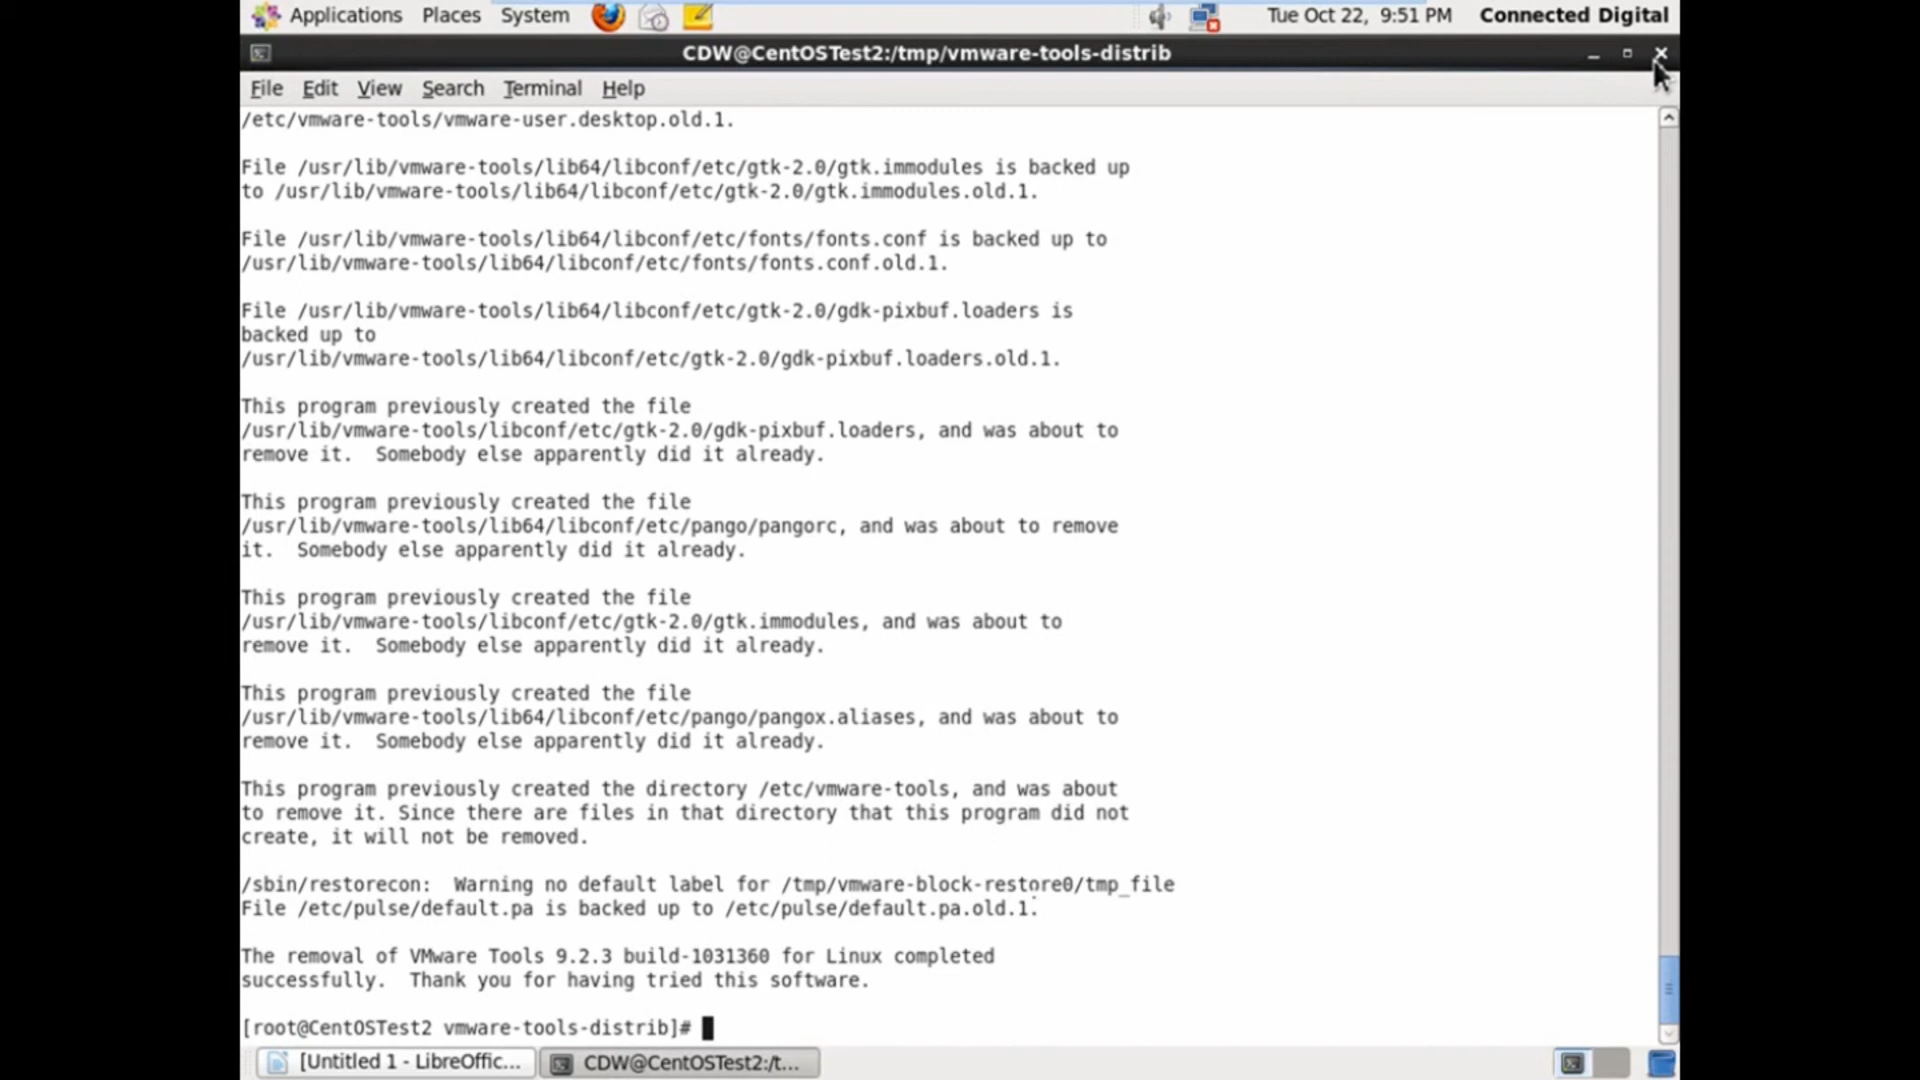 Applications Places System Tue Oct 22, 9:51 PM Connected Digital
CDW@CentOSTest2:/tmp/vmware-tools-distrib
File Edit View Search Terminal Help
/etc/vmware-tools/vmware-user.desktop.old.1.
File /usr/lib/vmware-tools/lib64/libconf/etc/gtk-2.0/gtk.immodules is backed up
to /usr/lib/vmware-tools/lib64/libconf/etc/gtk-2.0/gtk.immodules.old.1.
File /usr/lib/vmware-tools/lib64/libconf/etc/fonts/fonts.conf is backed up to
/usr/lib/vmware-tools/lib64/libconf/etc/fonts/fonts.conf.old.1.
File /usr/lib/vmware-tools/lib64/libconf/etc/gtk-2.0/gdk-pixbuf.loaders is
backed up to
/usr/lib/vmware-tools/lib64/libconf/etc/gtk-2.0/gdk-pixbuf.loaders.old.1.
This program previously created the file
/usr/lib/vmware-tools/libconf/etc/gtk-2.0/gdk-pixbuf.loaders, and was about to
remove it.  Somebody else apparently did it already.
This program previously created the file
/usr/lib/vmware-tools/lib64/libconf/etc/pango/pangorc, and was about to remove
it.  Somebody else apparently did it already.
This program previously created the file
/usr/lib/vmware-tools/libconf/etc/gtk-2.0/gtk.immodules, and was about to
remove it.  Somebody else apparently did it already.
This program previously created the file
/usr/lib/vmware-tools/lib64/libconf/etc/pango/pangox.aliases, and was about to
remove it.  Somebody else apparently did it already.
This program previously created the directory /etc/vmware-tools, and was about
to remove it. Since there are files in that directory that this program did not
create, it will not be removed.
/sbin/restorecon:  Warning no default label for /tmp/vmware-block-restore0/tmp_file
File /etc/pulse/default.pa is backed up to /etc/pulse/default.pa.old.1.
The removal of VMware Tools 9.2.3 build-1031360 for Linux completed
successfully.  Thank you for having tried this software.
[root@CentOSTest2 vmware-tools-distrib]#
[Untitled 1 - LibreOffic... CDW@CentOSTest2:/t...